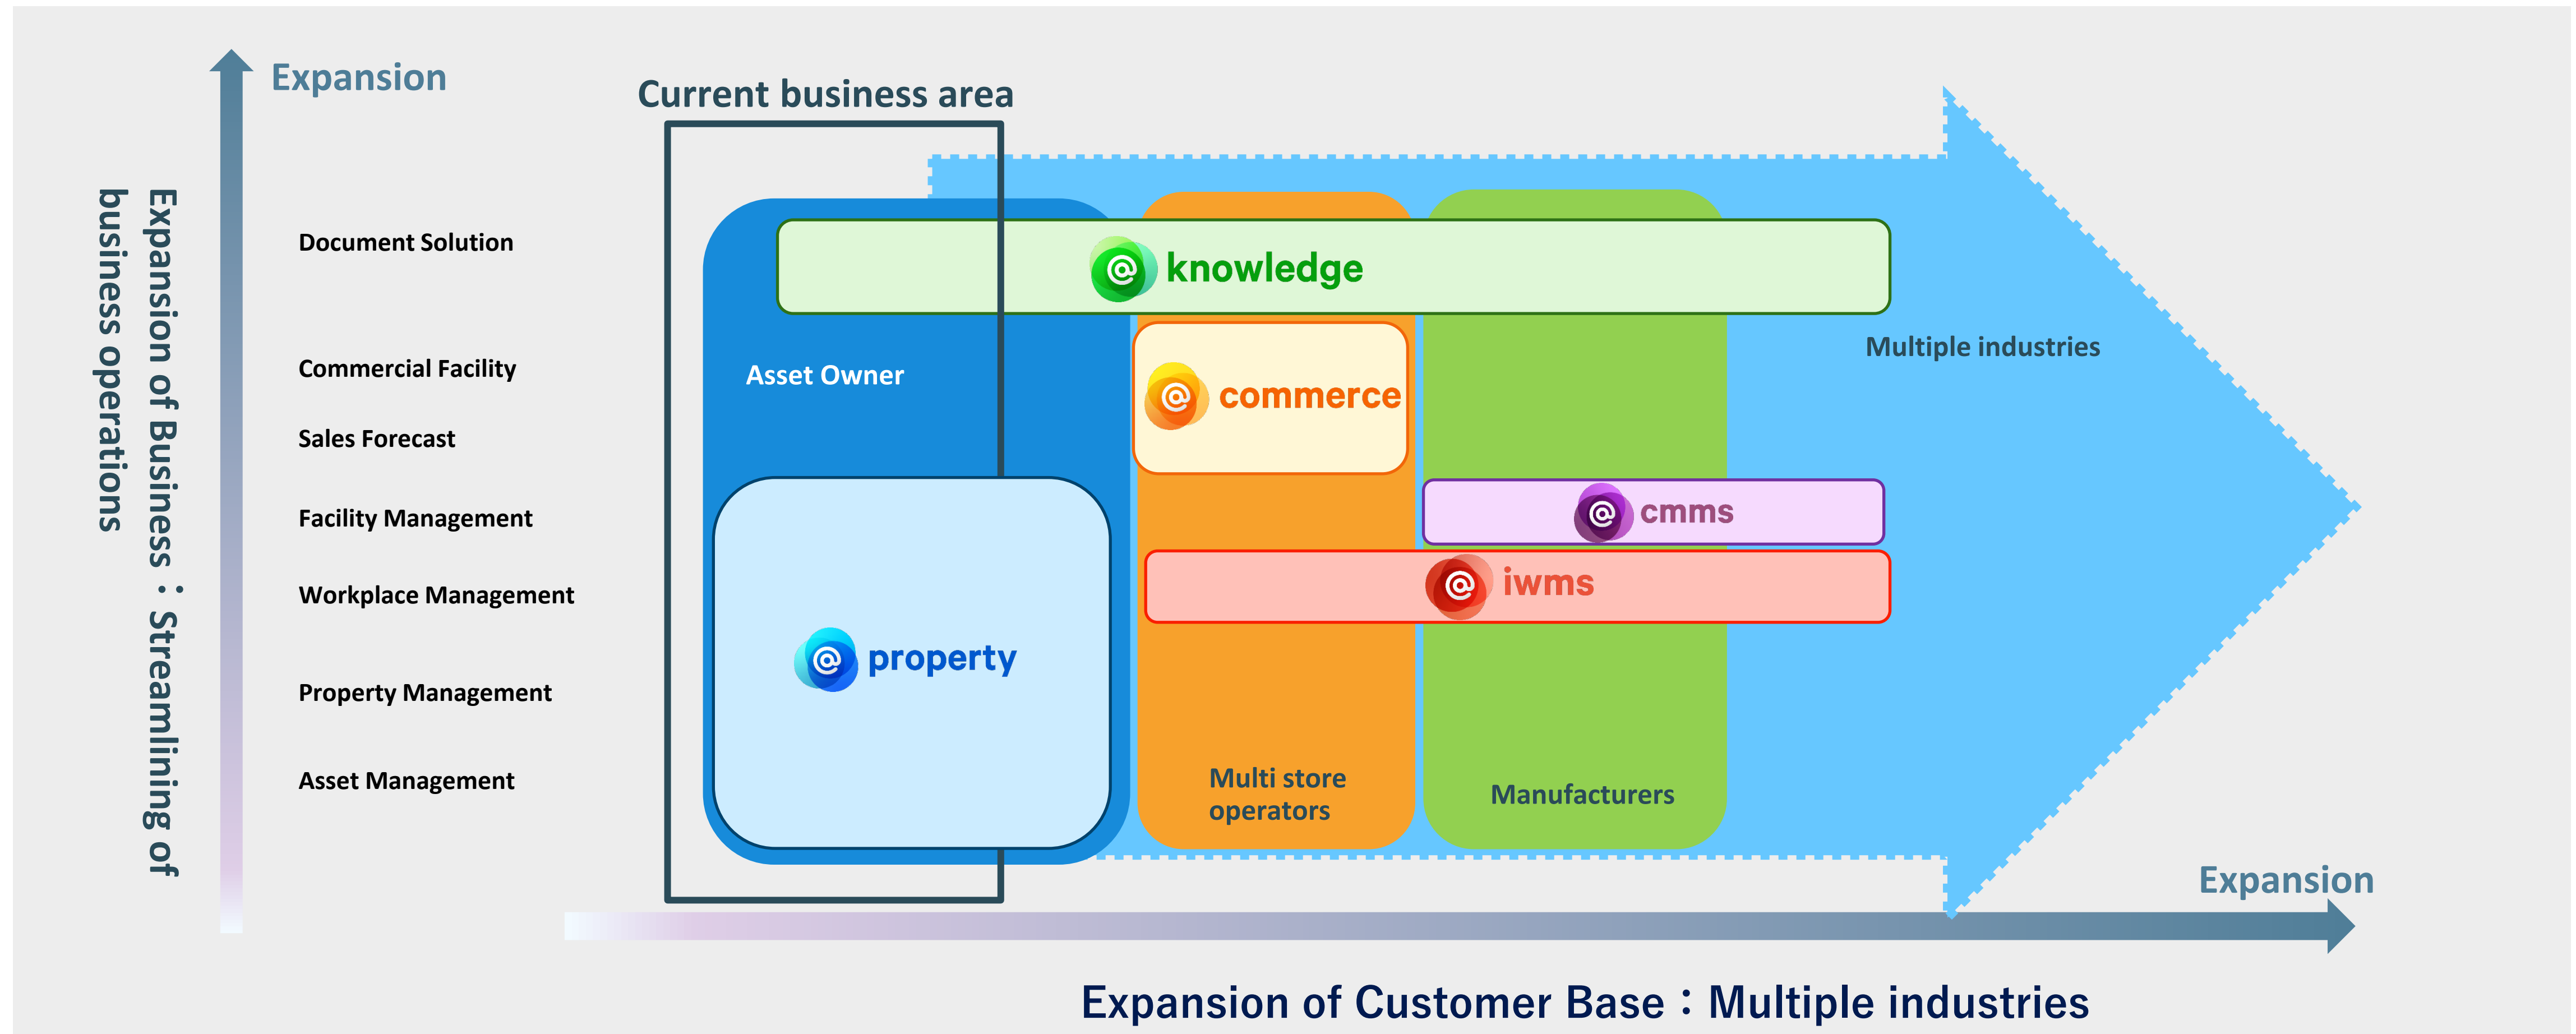 Expansion
Current business area
Expansion of Business：Streamlining of
business operations
Document Solution
Commercial Facility
Sales Forecast
Facility Management
Workplace Management
Property Management
Asset Management
@ knowledge
Asset Owner
@ commerce
Multiple industries
@ cmms
@ iwms
@ property
Multi store
operators
Manufacturers
Expansion
Expansion of Customer Base：Multiple industries